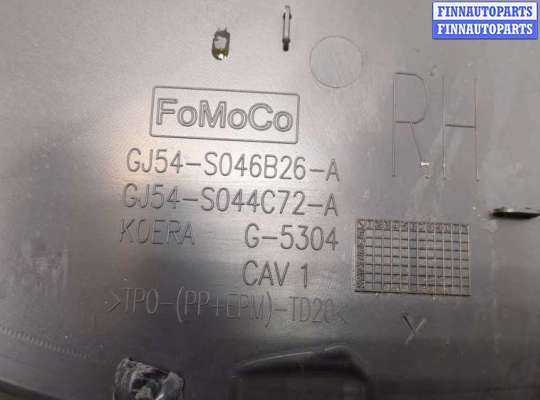 FINNAUTOPARTS
FINNAUTOPARTS
FoMoCo
RH
GJ54-S046B26-A
GJ54-S044C72-A
KOERA G-5304
CAV 1
>TPO-(PP+EPM)-TD20<
Y